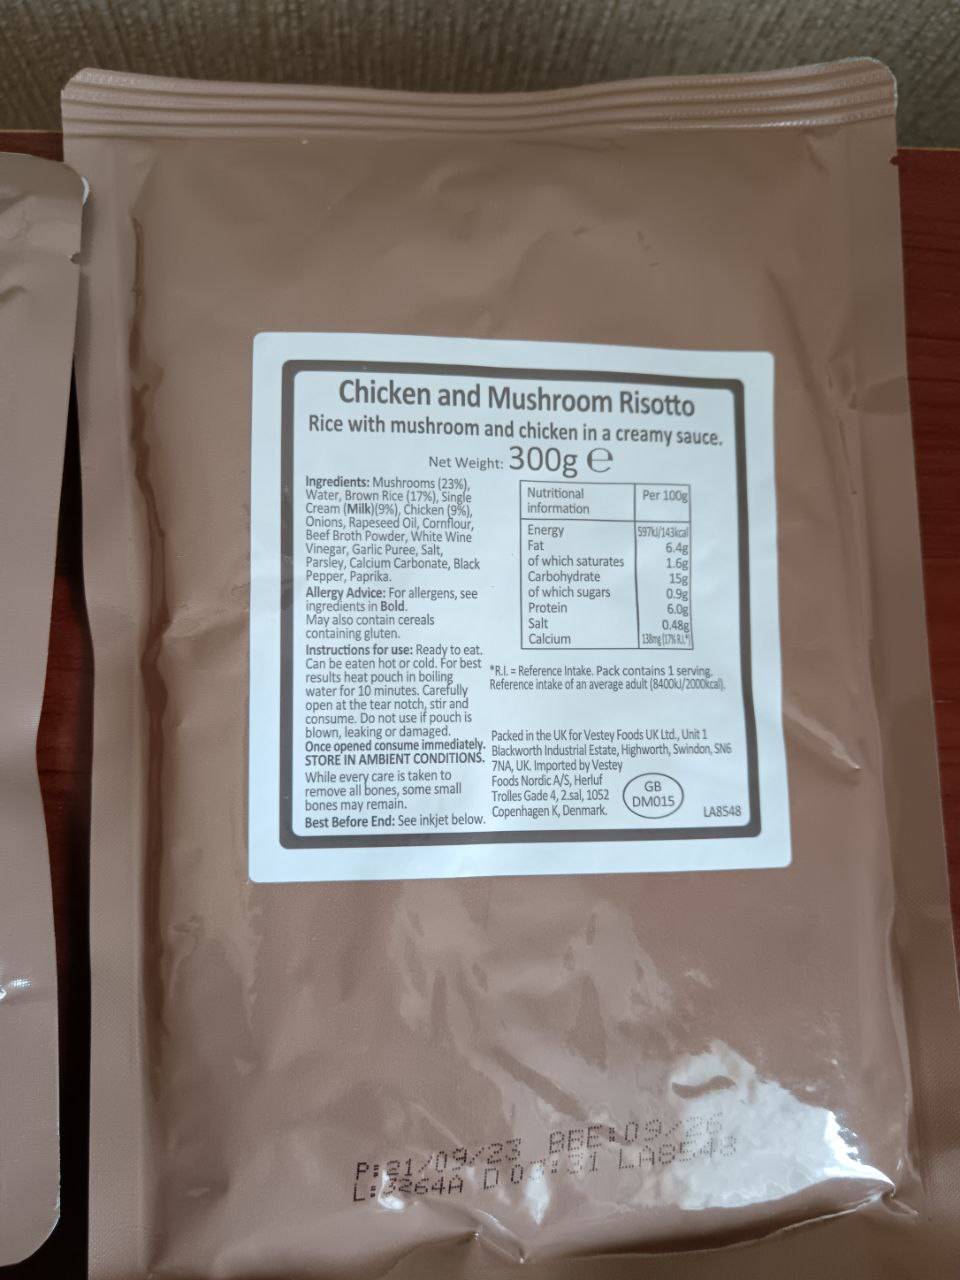 Chicken and Mushroom Risotto
Rice with mushroom and chicken in a creamy sauce.
Net Weight: 300g ℮
Ingredients: Mushrooms (23%),
Water, Brown Rice (17%), Single
Cream (Milk)(9%), Chicken (9%),
Onions, Rapeseed Oil, Cornflour,
Beef Broth Powder, White Wine
Vinegar, Garlic Puree, Salt,
Parsley, Calcium Carbonate, Black
Pepper, Paprika.
Allergy Advice: For allergens, see
ingredients in Bold.
May also contain cereals
containing gluten.
Instructions for use: Ready to eat.
Can be eaten hot or cold. For best
results heat pouch in boiling
water for 10 minutes. Carefully
open at the tear notch, stir and
consume. Do not use if pouch is
blown, leaking or damaged.
Once opened consume immediately.
STORE IN AMBIENT CONDITIONS.
While every care is taken to
remove all bones, some small
bones may remain.
Best Before End: See inkjet below.
Nutritional information Per 100g
Energy 597kJ/143kcal
Fat 6.4g
of which saturates 1.6g
Carbohydrate 15g
of which sugars 0.9g
Protein 6.0g
Salt 0.48g
Calcium 138mg (17% R.I.*)
*R.I. = Reference Intake. Pack contains 1 serving.
Reference intake of an average adult (8400kJ/2000kcal).
Packed in the UK for Vestey Foods UK Ltd., Unit 1
Blackworth Industrial Estate, Highworth, Swindon, SN6
7NA, UK. Imported by Vestey
Foods Nordic A/S, Herluf
Trolles Gade 4, 2.sal, 1052
Copenhagen K, Denmark.
GB
DM015
LA8548
P:21/09/23 BBE:09/26
L:3264A D LA8548